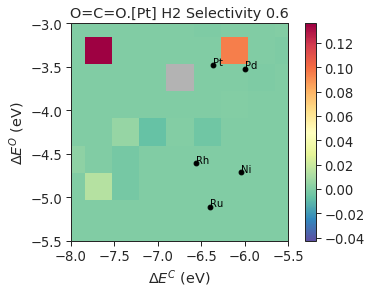 O=C=O.[Pt] H2 Selectivity 0.6
−3.0
−3.5
−4.0
−4.5
−5.0
−5.5
ΔE^O (eV)
Pt
Pd
Rh
Ni
Ru
−8.0 −7.5 −7.0 −6.5 −6.0 −5.5
ΔE^C (eV)
0.12
0.10
0.08
0.06
0.04
0.02
0.00
−0.02
−0.04